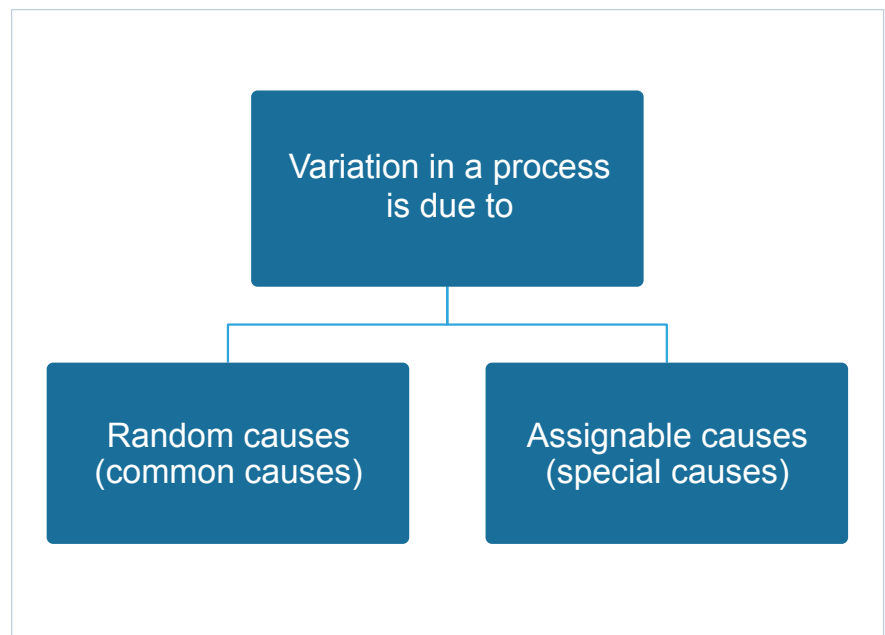 Variation in a process
is due to
Random causes
(common causes)
Assignable causes
(special causes)